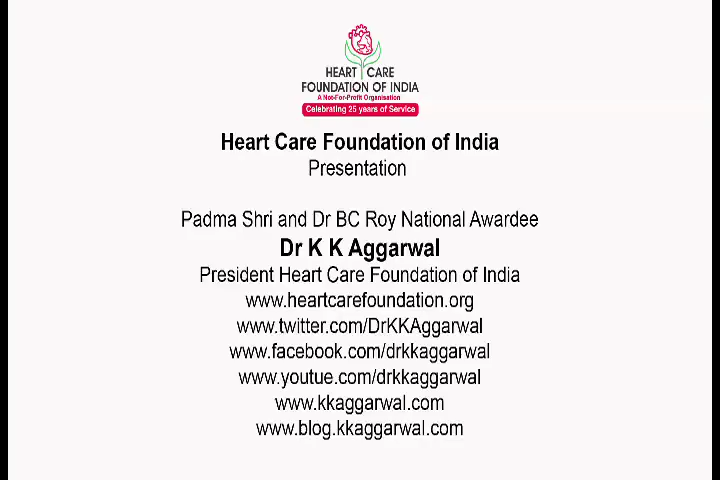 HEART CARE
FOUNDATION OF INDIA
A Not-For-Profit Organisation
Celebrating 25 years of Service
Heart Care Foundation of India
Presentation
Padma Shri and Dr BC Roy National Awardee
Dr K K Aggarwal
President Heart Care Foundation of India
www.heartcarefoundation.org
www.twitter.com/DrKKAggarwal
www.facebook.com/drkkaggarwal
www.youtue.com/drkkaggarwal
www.kkaggarwal.com
www.blog.kkaggarwal.com